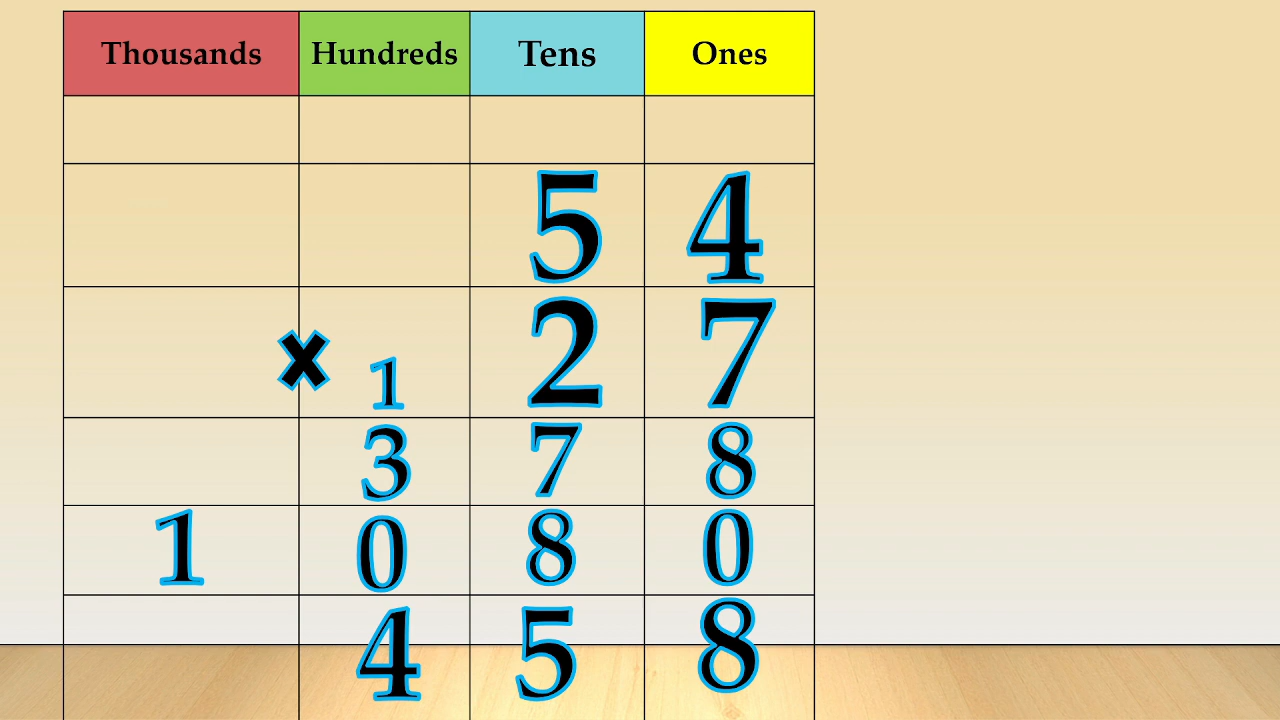 Thousands Hundreds Tens Ones
5 4
× 1 2 7
3 7 8
1 0 8 0
4 5 8